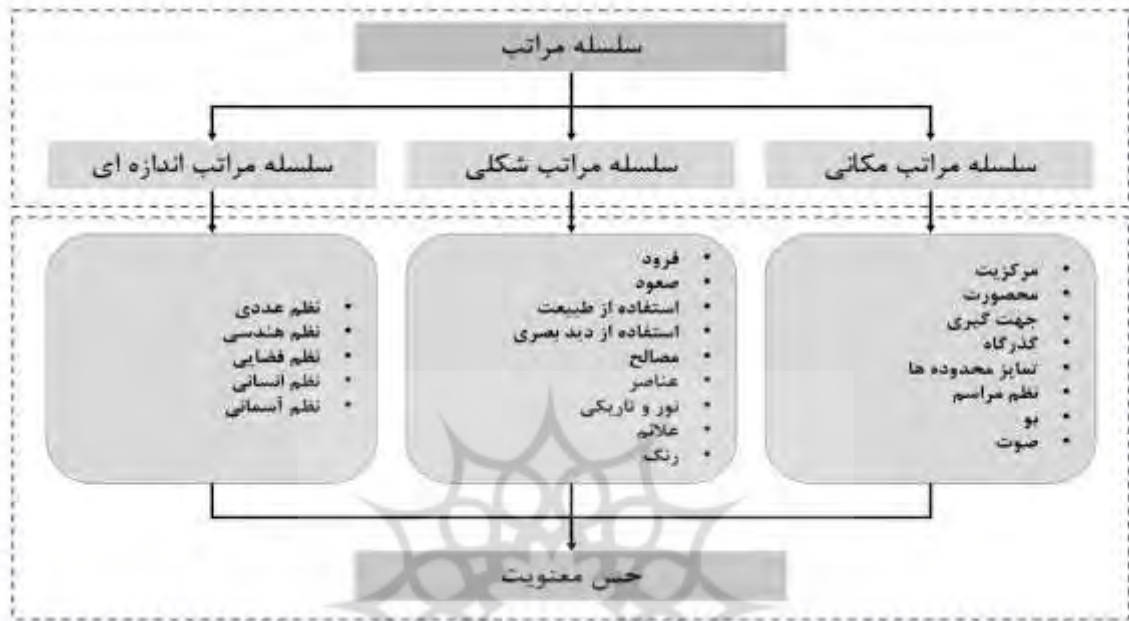 سلسله مراتب
سلسله مراتب مکانی
سلسله مراتب شکلی
سلسله مراتب اندازه ای
• مرکزیت
• محصوریت
• جهت گیری
• گذرگاه
• تمایز محدوده ها
• نظم مراسم
• بو
• صوت
• فرود
• صعود
• استفاده از طبیعت
• استفاده از دید بصری
• مصالح
• عناصر
• نور و تاریکی
• علائم
• رنگ
• نظم عددی
• نظم هندسی
• نظم فضایی
• نظم انسانی
• نظم آسمانی
حس معنویت